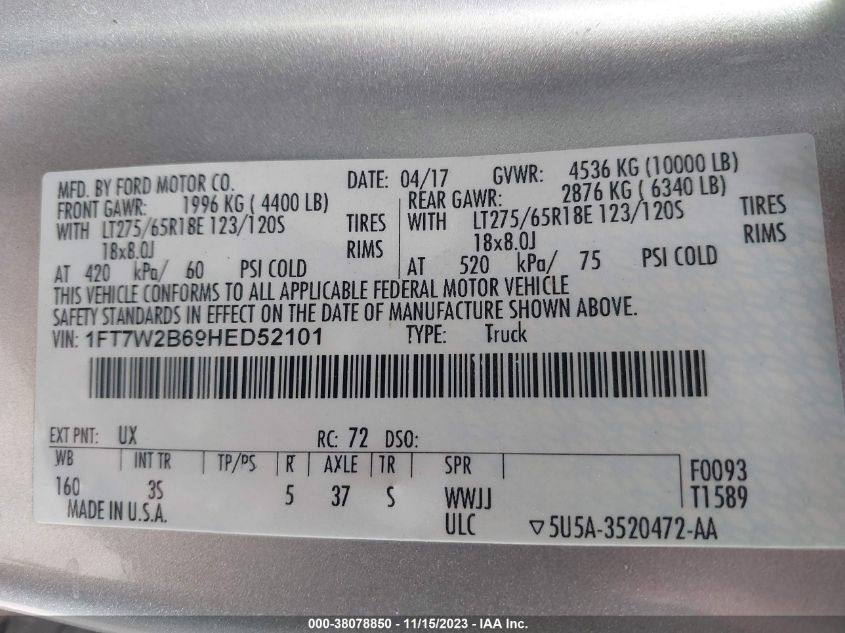 MFD. BY FORD MOTOR CO. DATE: 04/17 GVWR: 4536 KG (10000 LB)
FRONT GAWR: 1996 KG ( 4400 LB) REAR GAWR: 2876 KG ( 6340 LB)
WITH LT275/65R18E 123/120S TIRES WITH LT275/65R18E 123/120S TIRES
18x8.0J RIMS 18x8.0J RIMS
AT 420 kPa/ 60 PSI COLD AT 520 kPa/ 75 PSI COLD
THIS VEHICLE CONFORMS TO ALL APPLICABLE FEDERAL MOTOR VEHICLE
SAFETY STANDARDS IN EFFECT ON THE DATE OF MANUFACTURE SHOWN ABOVE.
VIN: 1FT7W2B69HED52101 TYPE: Truck
EXT PNT: UX RC: 72 DSO:
WB INT TR TP/PS R AXLE TR SPR F0093
160 3S 5 37 S WWJJ T1589
MADE IN U.S.A. ULC ▽5U5A-3520472-AA
000-38078850 - 11/15/2023 - IAA Inc.